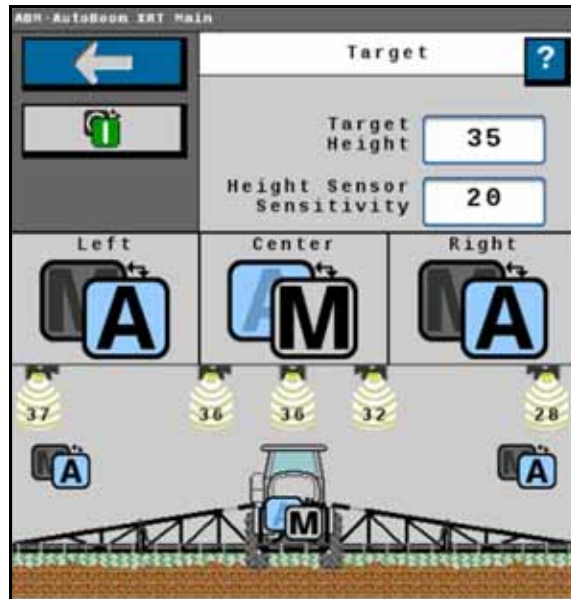 ABM-AutoBoom XRT Main
Target
?
Target
Height
35
Height Sensor
Sensitivity
20
Left
Center
Right
M A
A M
M A
37
36
36
32
28
M A
M A
A M